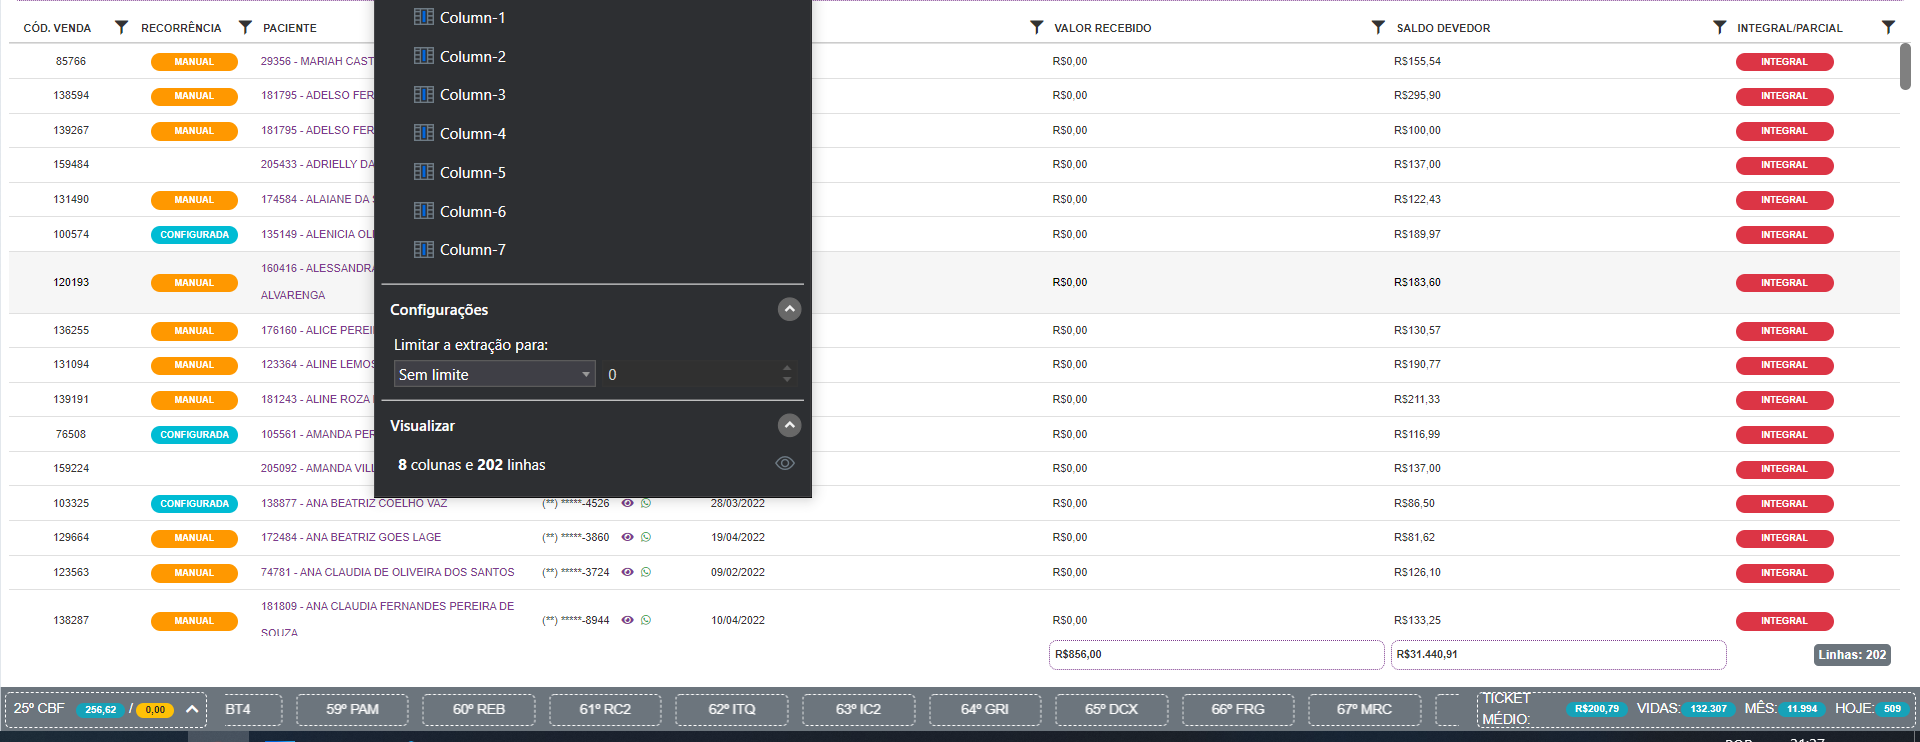 CÓD. VENDA RECORRÊNCIA PACIENTE VALOR RECEBIDO SALDO DEVEDOR INTEGRAL/PARCIAL
Column-1
Column-2
Column-3
Column-4
Column-5
Column-6
Column-7
Configurações
Limitar a extração para:
Sem limite 0
Visualizar
8 colunas e 202 linhas
85766 MANUAL 29356 - MARIAH CAST R$0,00 R$155,54 INTEGRAL
138594 MANUAL 181795 - ADELSO FER R$0,00 R$295,90 INTEGRAL
139267 MANUAL 181795 - ADELSO FER R$0,00 R$100,00 INTEGRAL
159484 205433 - ADRIELLY DA R$0,00 R$137,00 INTEGRAL
131490 MANUAL 174584 - ALAIANE DA R$0,00 R$122,43 INTEGRAL
100574 CONFIGURADA 135149 - ALENICIA OL R$0,00 R$189,97 INTEGRAL
120193 MANUAL 160416 - ALESSANDRA R$0,00 R$183,60 INTEGRAL
ALVARENGA
136255 MANUAL 176160 - ALICE PEREI R$0,00 R$130,57 INTEGRAL
131094 MANUAL 123364 - ALINE LEMOS R$0,00 R$190,77 INTEGRAL
139191 MANUAL 181243 - ALINE ROZA R$0,00 R$211,33 INTEGRAL
76508 CONFIGURADA 105561 - AMANDA PER R$0,00 R$116,99 INTEGRAL
159224 205092 - AMANDA VIL R$0,00 R$137,00 INTEGRAL
103325 CONFIGURADA 138877 - ANA BEATRIZ COELHO VAZ (**) *****-4526 28/03/2022 R$0,00 R$86,50 INTEGRAL
129664 MANUAL 172484 - ANA BEATRIZ GOES LAGE (**) *****-3860 19/04/2022 R$0,00 R$81,62 INTEGRAL
123563 MANUAL 74781 - ANA CLAUDIA DE OLIVEIRA DOS SANTOS (**) *****-3724 09/02/2022 R$0,00 R$126,10 INTEGRAL
138287 MANUAL 181809 - ANA CLAUDIA FERNANDES PEREIRA DE (**) *****-8944 10/04/2022 R$0,00 R$133,25 INTEGRAL
SOUZA
R$856,00 R$31.440,91 Linhas: 202
25º CBF 256,62 / 0,00 BT4 59º PAM 60º REB 61º RC2 62º ITQ 63º IC2 64º GRI 65º DCX 66º FRG 67º MRC TICKET MÉDIO: R$200,79 VIDAS: 132.307 MÊS: 11.994 HOJE: 509